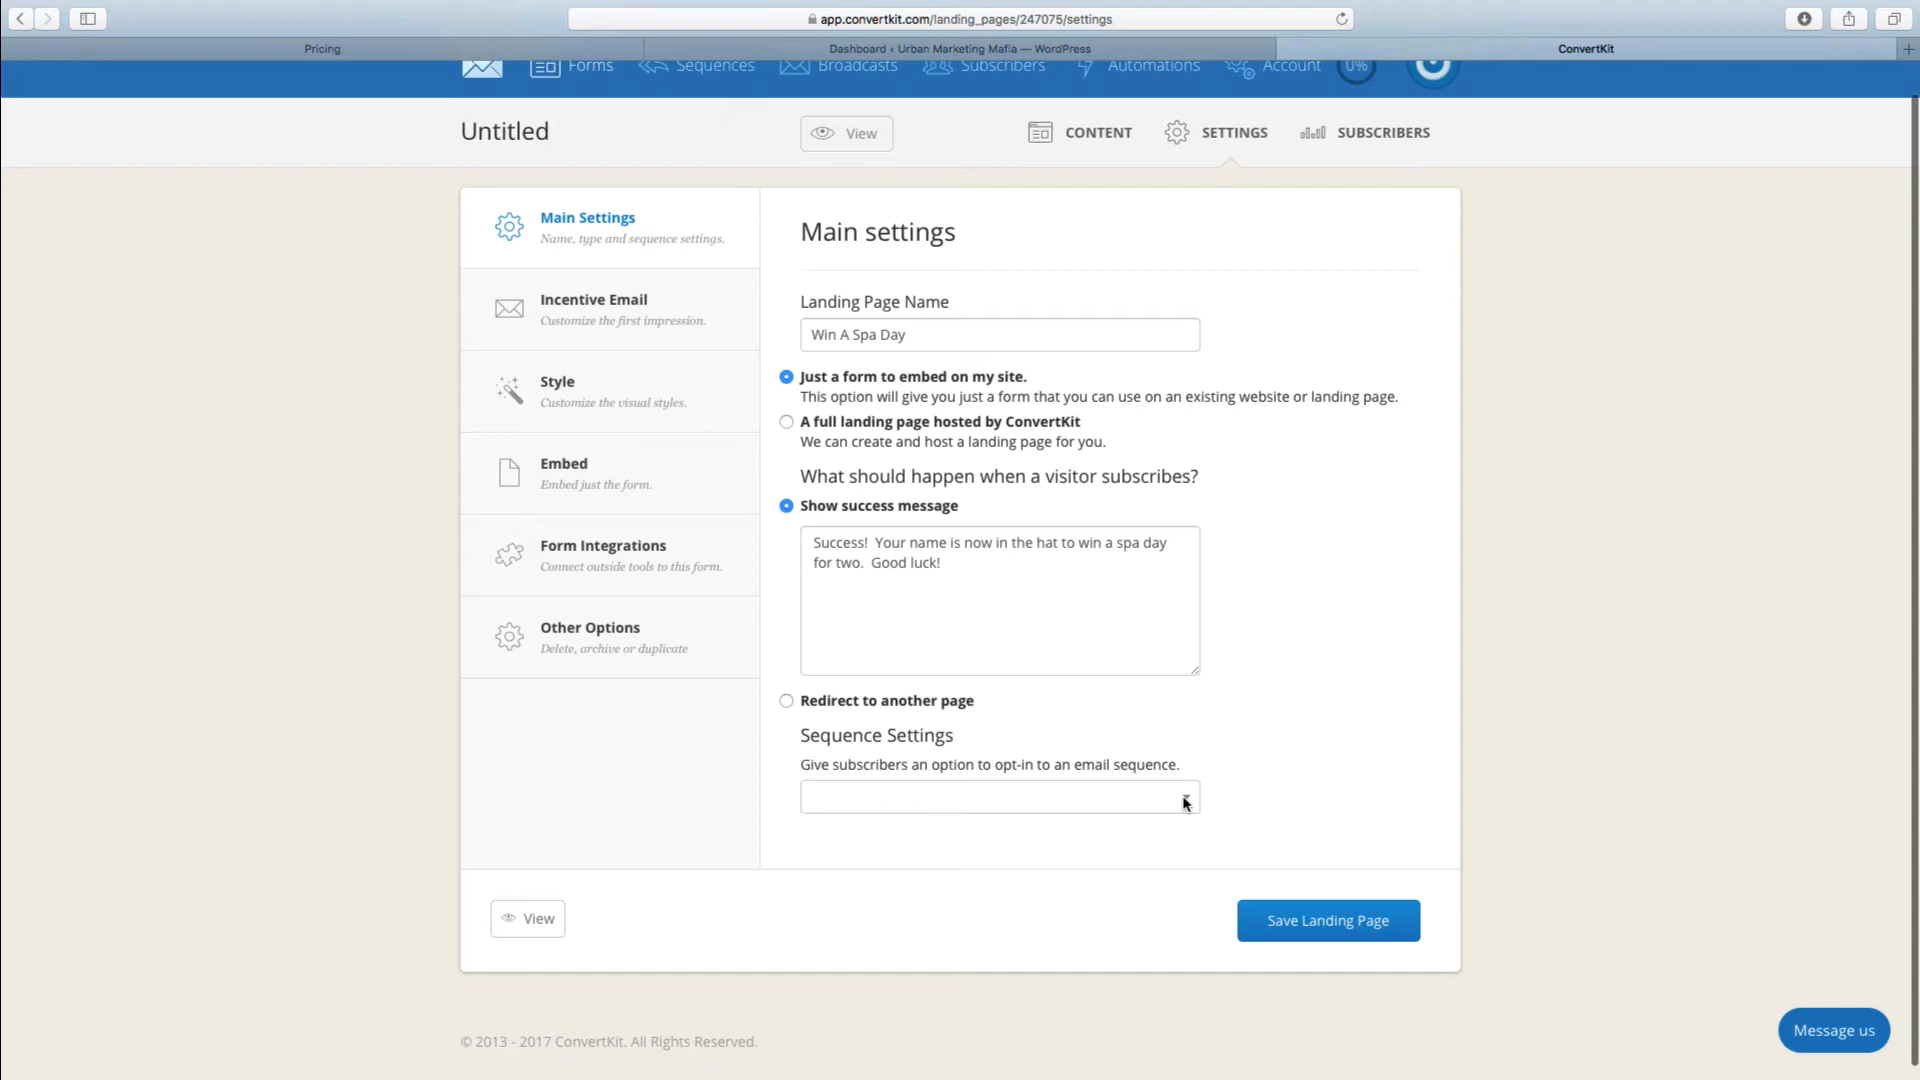 app.convertkit.com/landing_pages/247075/settings
Pricing
Dashboard ‹ Urban Marketing Mafia — WordPress
ConvertKit
Forms
Sequences
Broadcasts
Subscribers
Automations
Account
0%
Untitled
View
CONTENT
SETTINGS
SUBSCRIBERS
Main Settings
Name, type and sequence settings.
Incentive Email
Customize the first impression.
Style
Customize the visual styles.
Embed
Embed just the form.
Form Integrations
Connect outside tools to this form.
Other Options
Delete, archive or duplicate
Main settings
Landing Page Name
Win A Spa Day
Just a form to embed on my site.
This option will give you just a form that you can use on an existing website or landing page.
A full landing page hosted by ConvertKit
We can create and host a landing page for you.
What should happen when a visitor subscribes?
Show success message
Success!  Your name is now in the hat to win a spa day
for two.  Good luck!
Redirect to another page
Sequence Settings
Give subscribers an option to opt-in to an email sequence.
View
Save Landing Page
© 2013 - 2017 ConvertKit. All Rights Reserved.
Message us